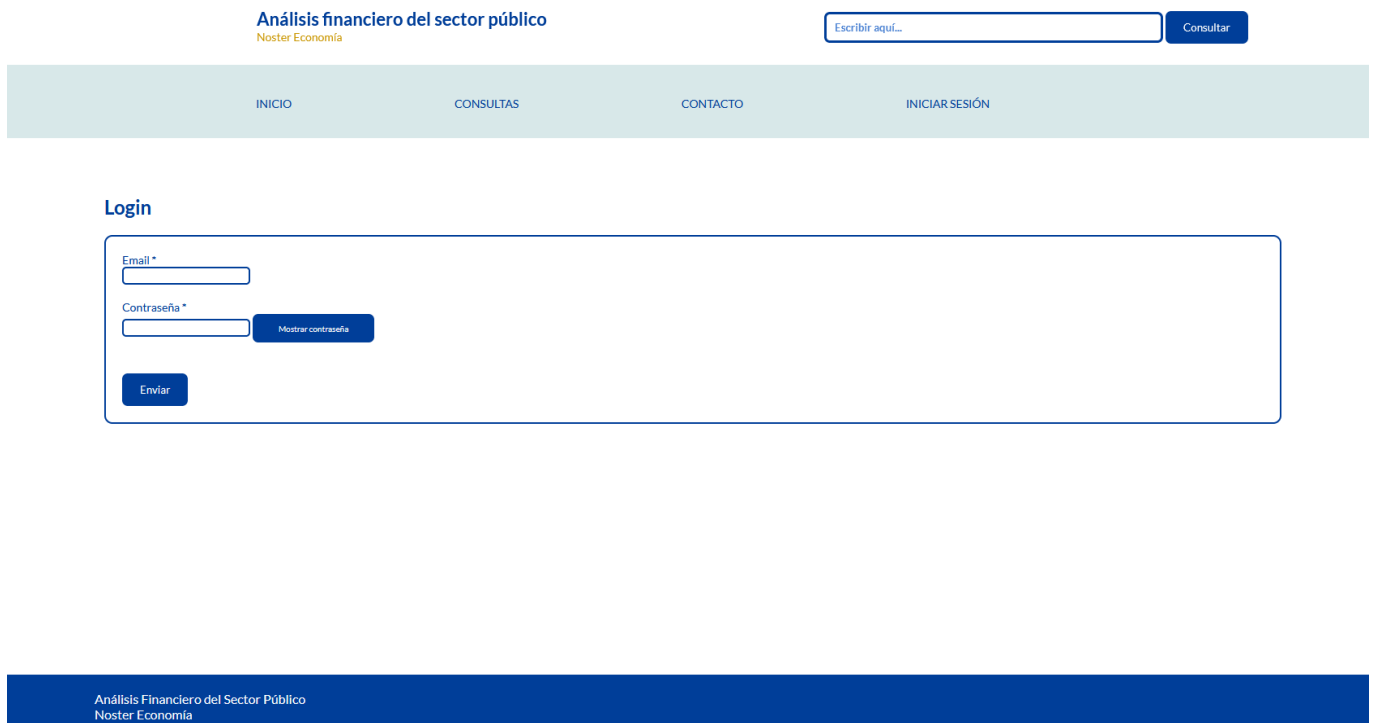 Análisis financiero del sector público
Noster Economía
Escribir aquí...
Consultar
INICIO
CONSULTAS
CONTACTO
INICIAR SESIÓN
Login
Email *
Contraseña *
Mostrar contraseña
Enviar
Análisis Financiero del Sector Público
Noster Economía